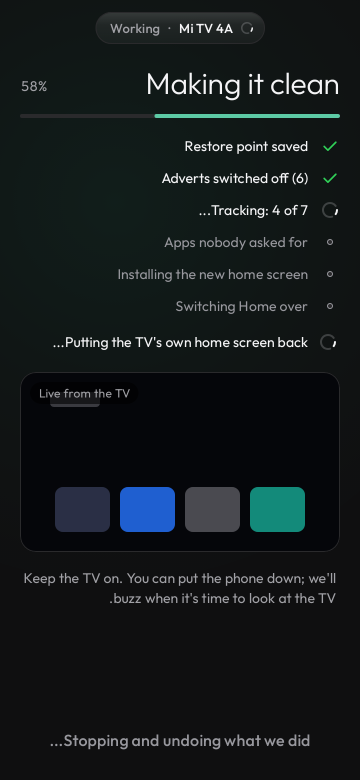 Working · Mi TV 4A
Making it clean
58%
Restore point saved
Adverts switched off (6)
...Tracking: 4 of 7
Apps nobody asked for
Installing the new home screen
Switching Home over
...Putting the TV's own home screen back
Live from the TV
Keep the TV on. You can put the phone down; we'll
.buzz when it's time to look at the TV
...Stopping and undoing what we did